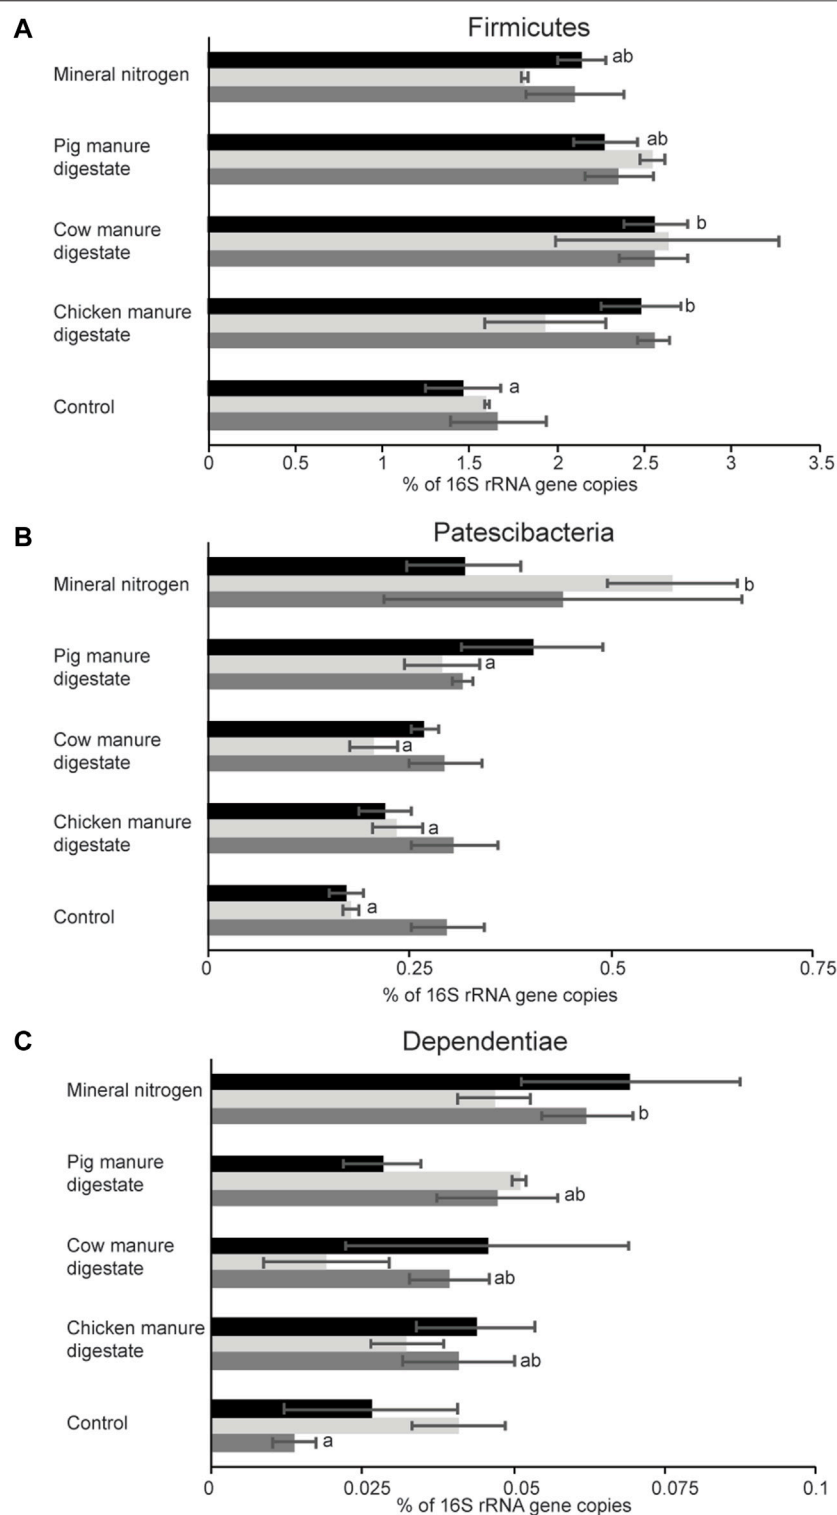 A
Firmicutes
Mineral nitrogen
ab
Pig manure
digestate
ab
Cow manure
digestate
b
Chicken manure
digestate
b
Control
a
0 0.5 1 1.5 2 2.5 3 3.5
% of 16S rRNA gene copies
B
Patescibacteria
Mineral nitrogen
b
Pig manure
digestate
a
Cow manure
digestate
a
Chicken manure
digestate
a
Control
a
0 0.25 0.5 0.75
% of 16S rRNA gene copies
C
Dependentiae
Mineral nitrogen
b
Pig manure
digestate
ab
Cow manure
digestate
ab
Chicken manure
digestate
ab
Control
a
0 0.025 0.05 0.075 0.1
% of 16S rRNA gene copies